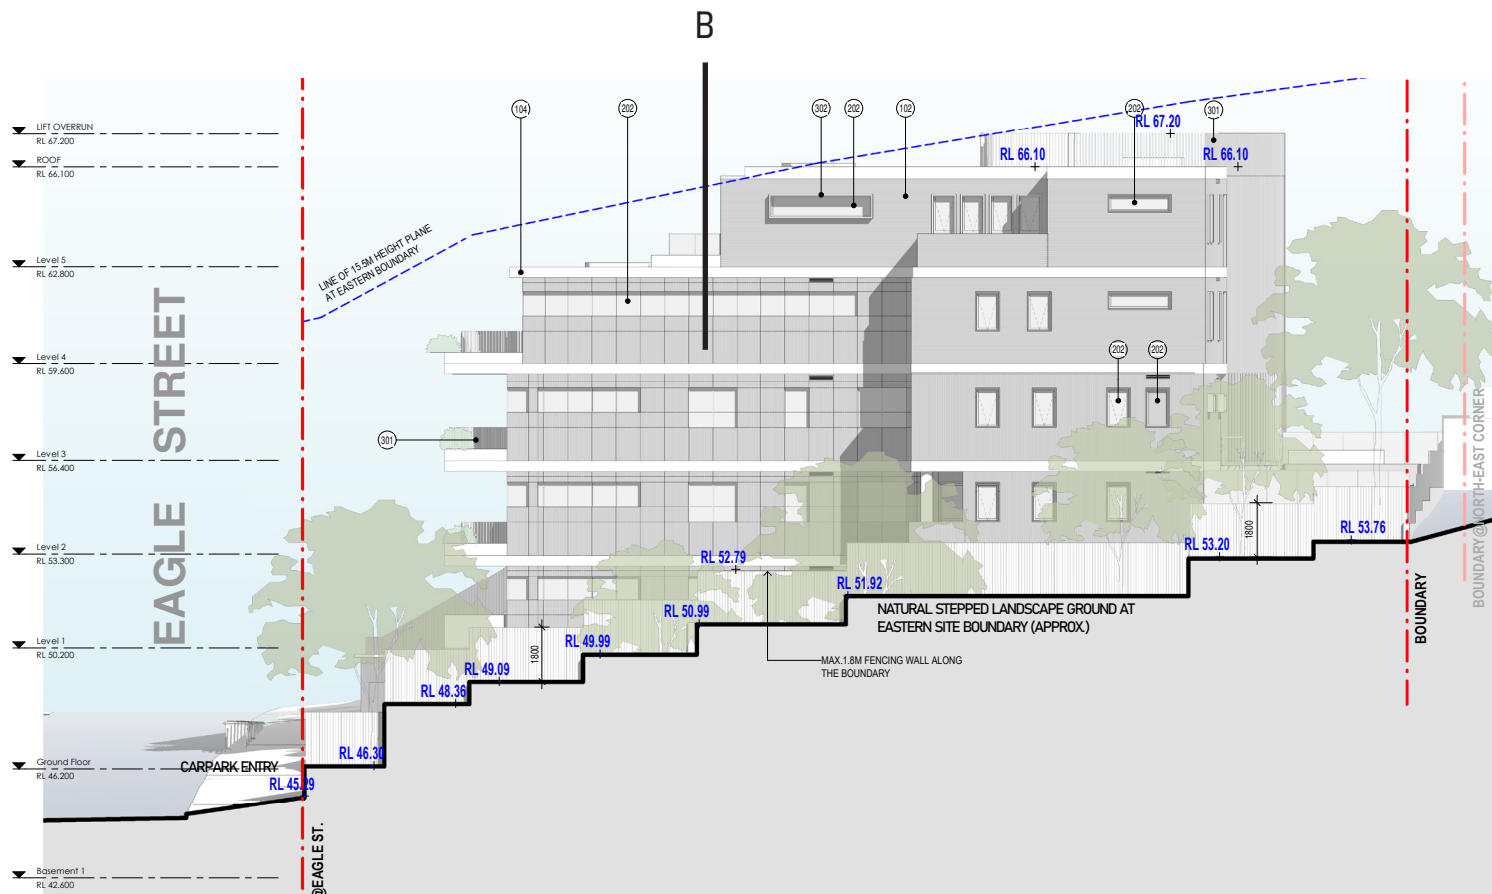 B
104
202
302
202
102
202
301
RL 67.20
LIFT OVERRUN
RL 67.200
ROOF
RL 66.100
RL 66.10
RL 66.10
LINE OF 15.5M HEIGHT PLANE
AT EASTERN BOUNDARY
Level 5
RL 62.800
EAGLE STREET
Level 4
RL 59.600
202
202
301
Level 3
RL 56.400
BOUNDARY@NORTH-EAST CORNER
1800
RL 53.76
RL 53.20
Level 2
RL 53.300
RL 52.79
RL 51.92
NATURAL STEPPED LANDSCAPE GROUND AT
EASTERN SITE BOUNDARY (APPROX.)
BOUNDARY
RL 50.99
Level 1
RL 50.200
RL 49.99
1800
MAX.1.8M FENCING WALL ALONG
THE BOUNDARY
RL 49.09
RL 48.36
RL 46.30
Ground Floor
RL 46.200
CARPARK ENTRY
RL 45.29
@EAGLE ST.
Basement 1
RL 42.600